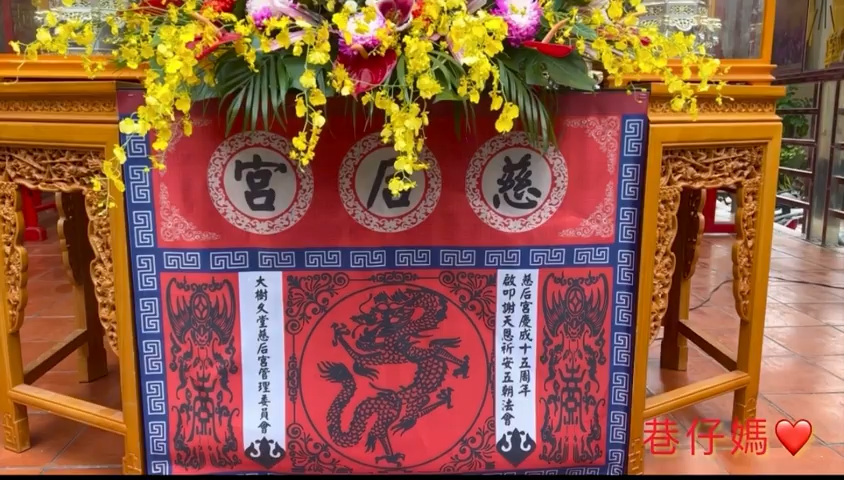 慈后宮
慈后宮慶成十五周年
啟叩謝天恩祈安五朝法會
大樹久堂慈后宮管理委員會
巷仔媽❤️